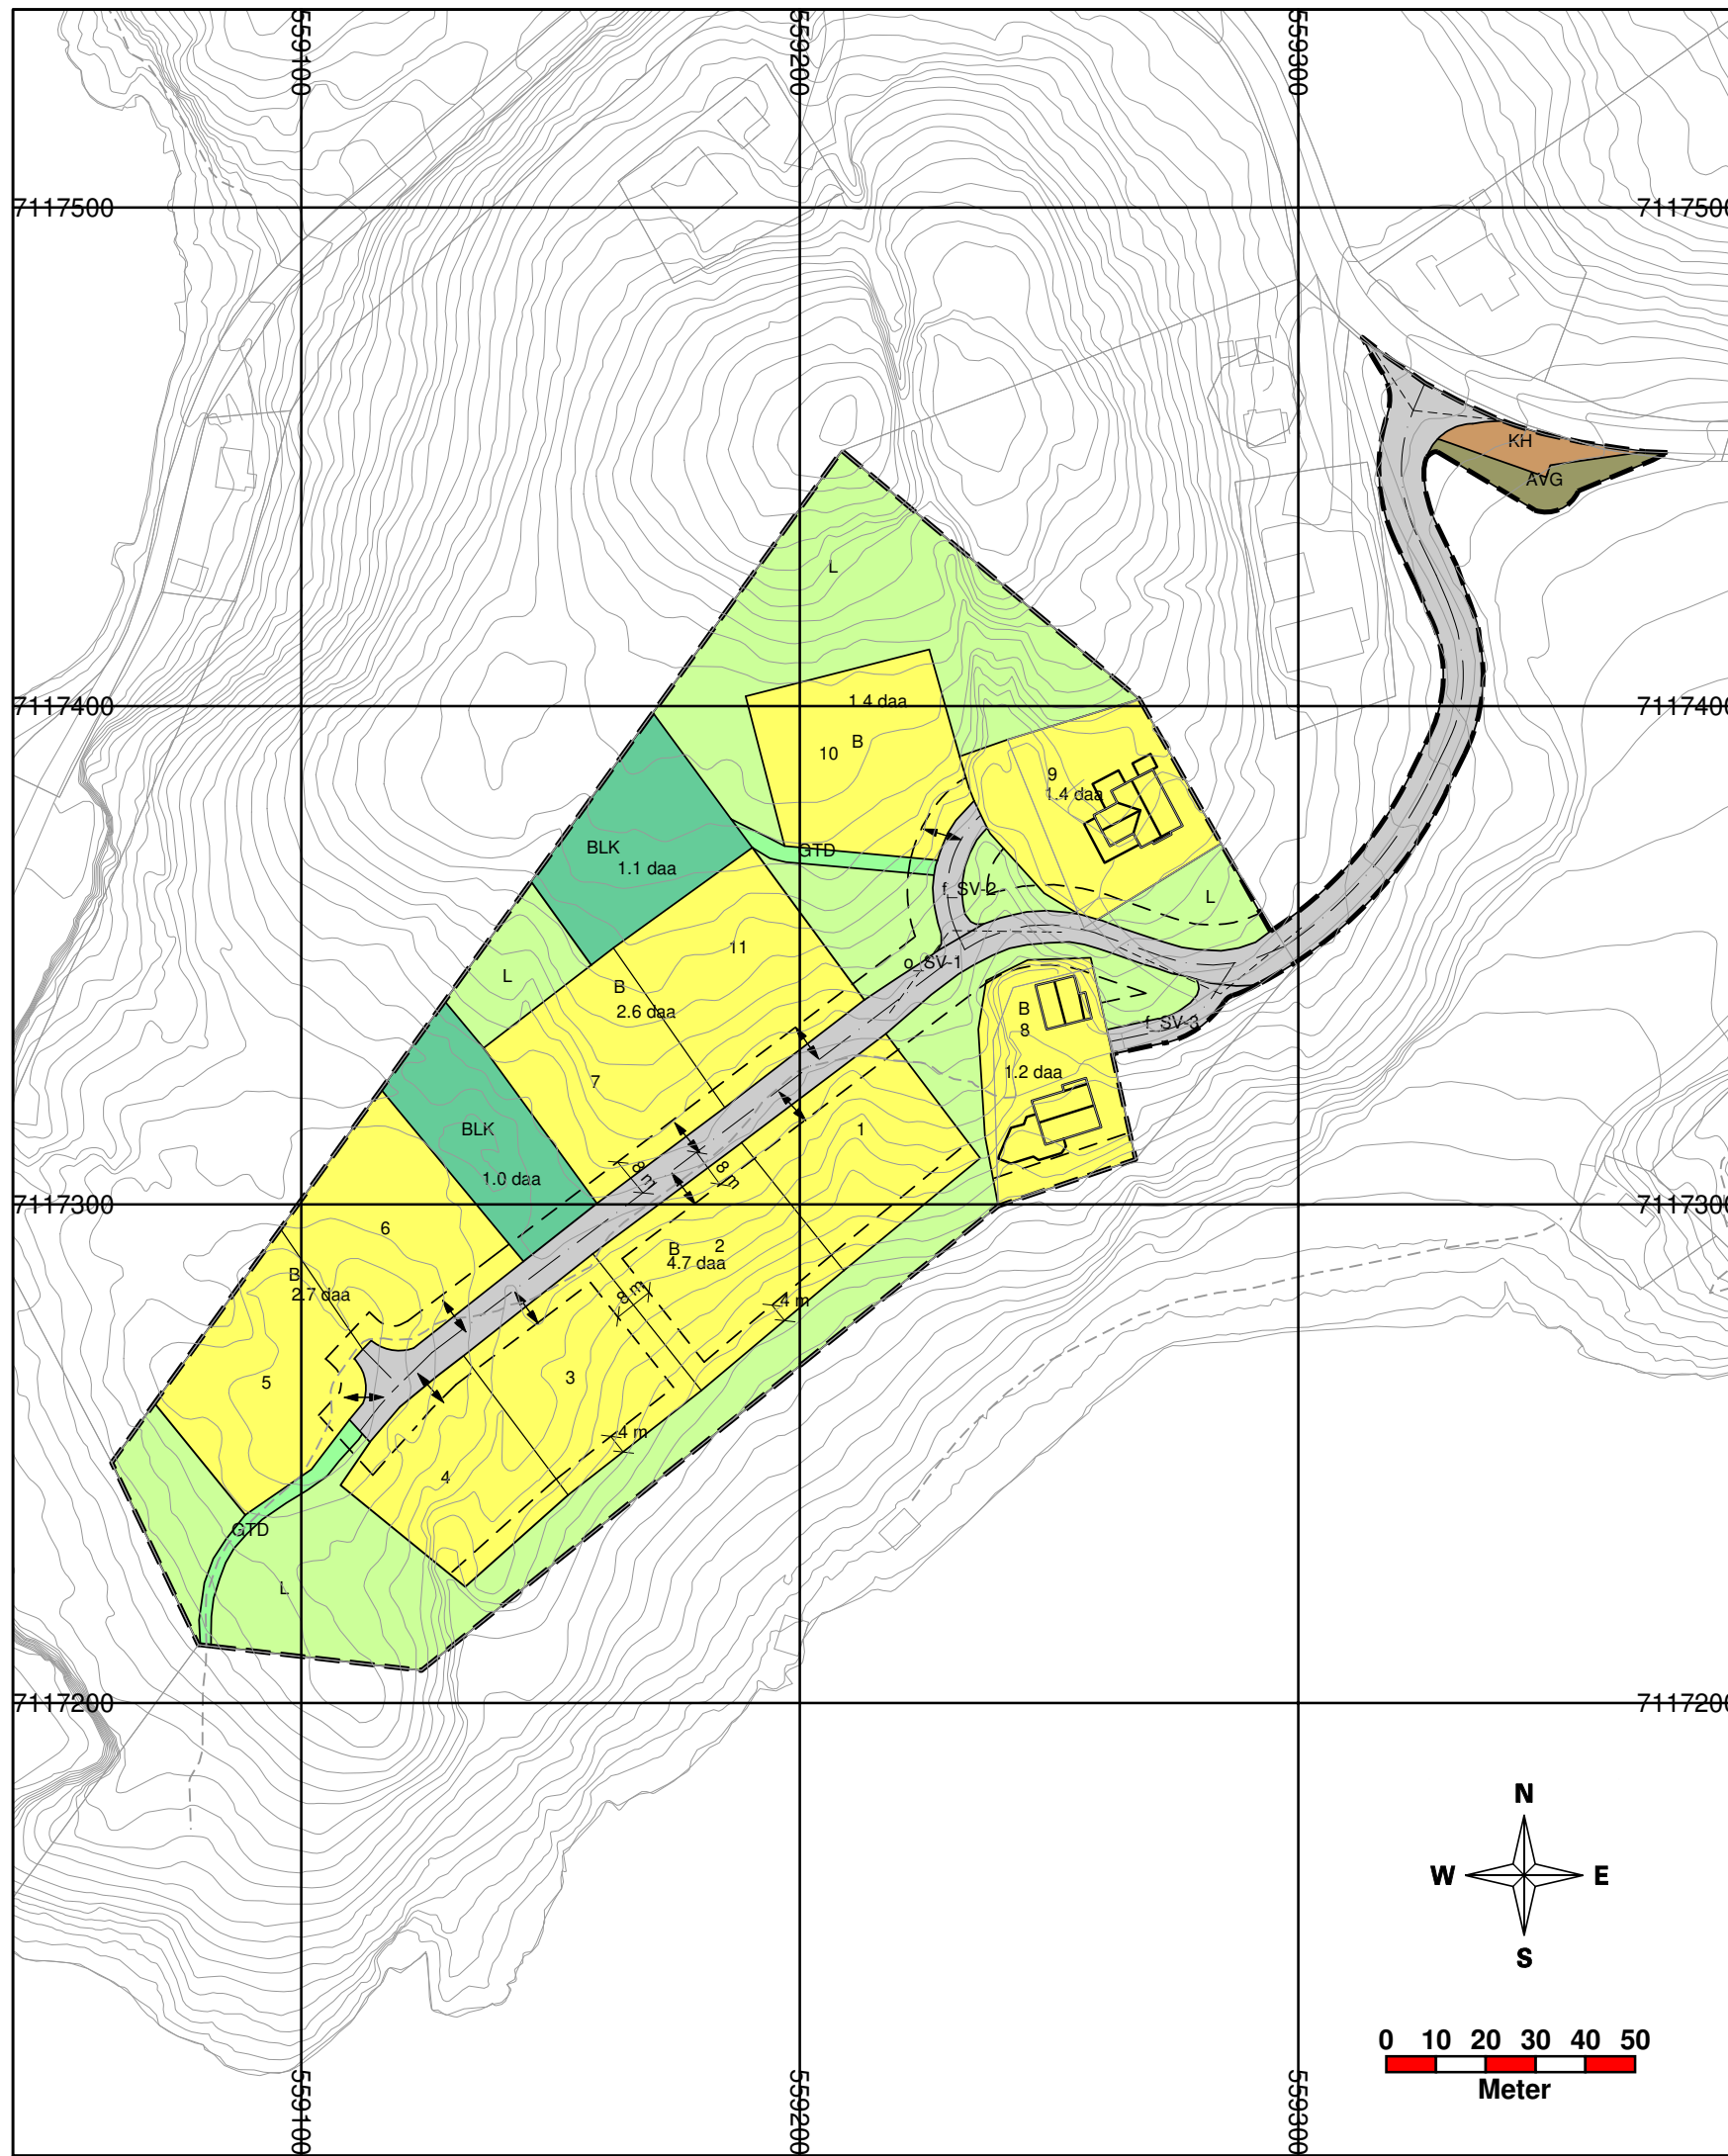 559100
559200
559300
7117500
7117500
KH
AVG
L
7117400
7117400
1.4 daa
B
10
9
1.4 daa
BLK
1.1 daa
GTD
f_SV-2
L
11
o_SV-1
L
B
2.6 daa
B
8
f_SV-3
1.2 daa
7
BLK
1
8 m
8 m
1.0 daa
7117300
7117300
6
B
2
4.7 daa
B
2.7 daa
8 m
4 m
5
3
4 m
4
GTD
L
7117200
7117200
N
W
E
S
0 10 20 30 40 50
Meter
559100
559200
559300